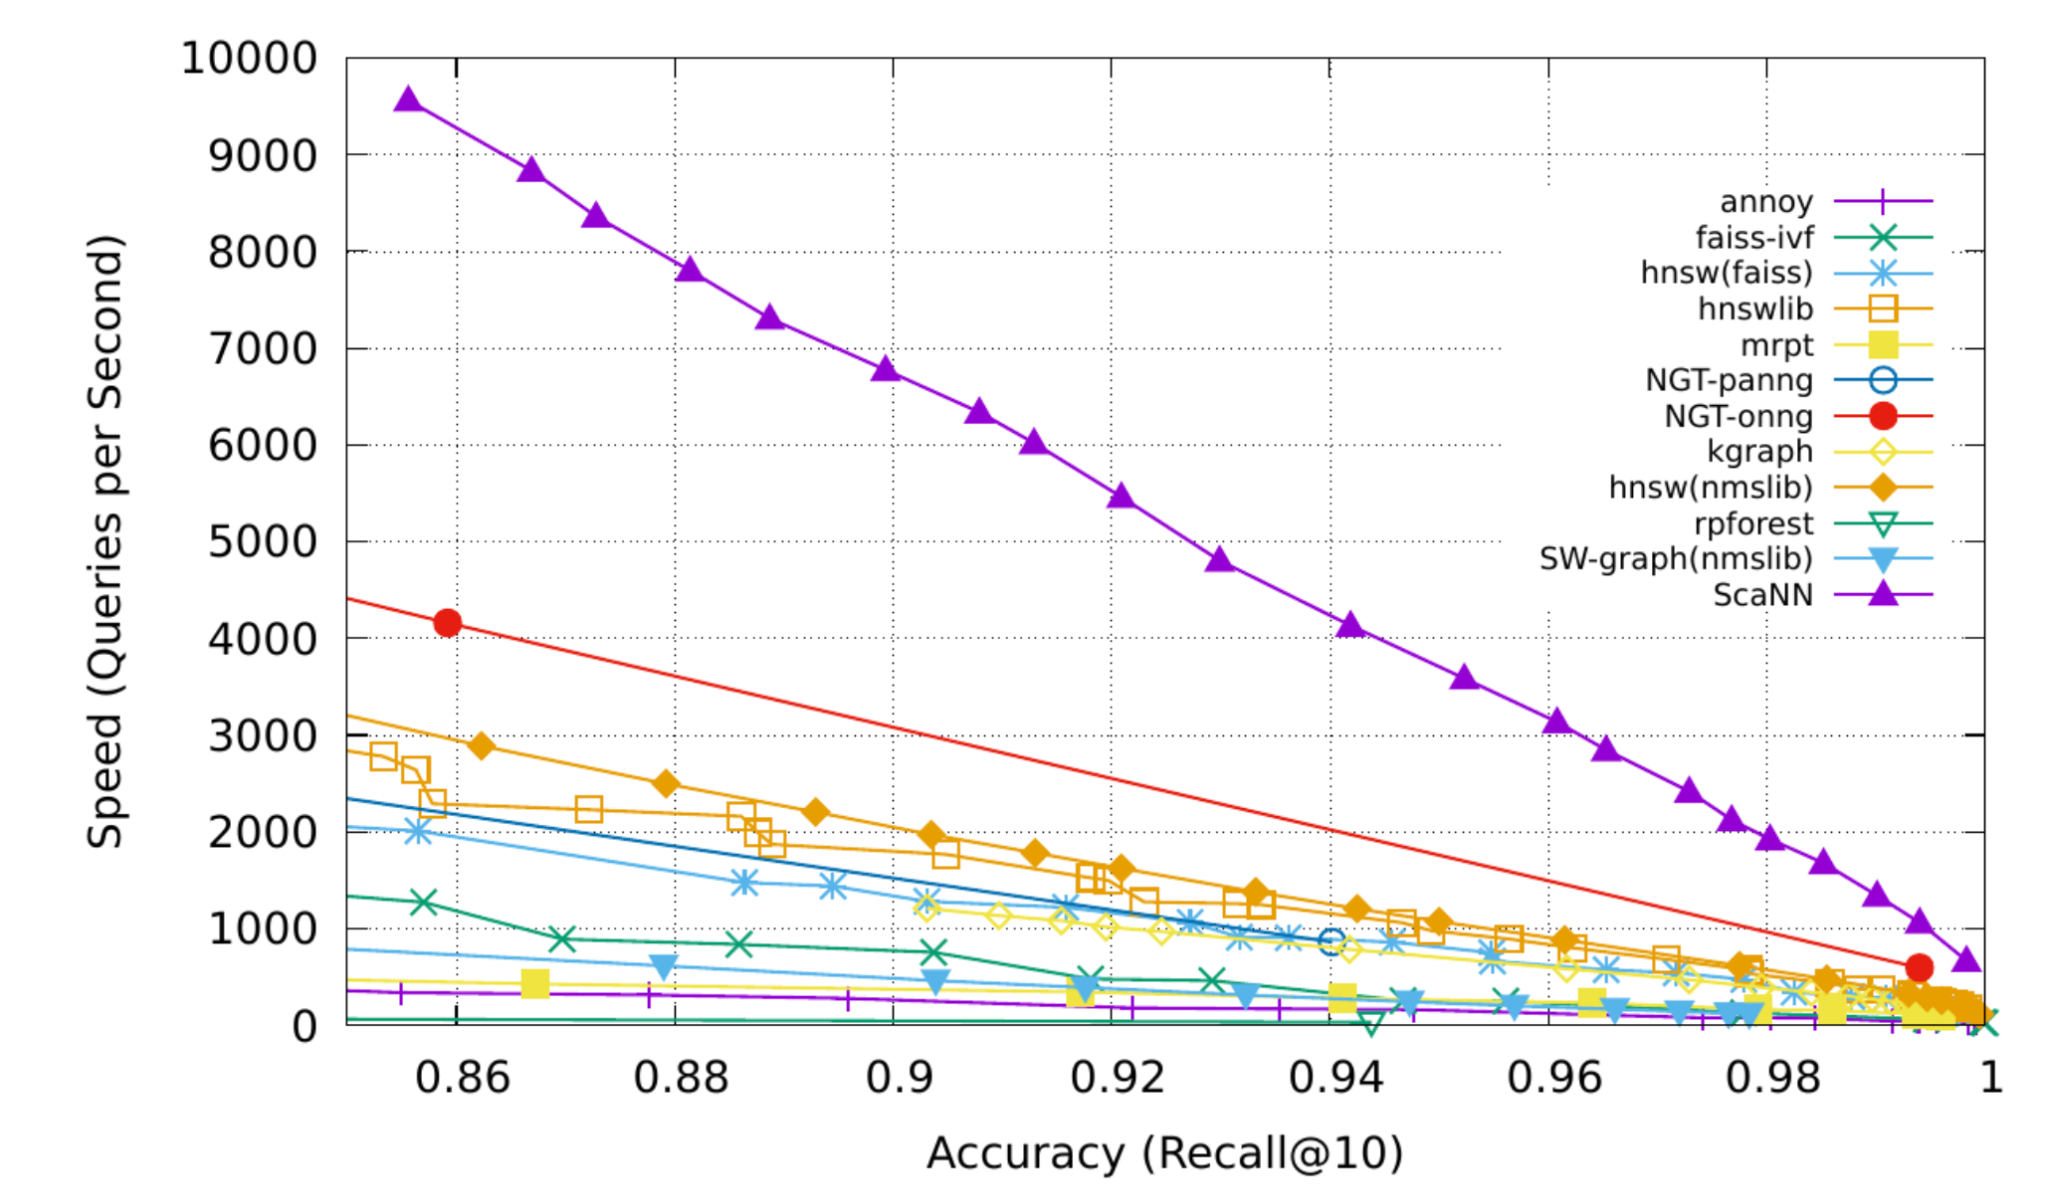 10000
9000
8000
7000
6000
5000
4000
3000
2000
1000
0
Speed (Queries per Second)
annoy
faiss-ivf
hnsw(faiss)
hnswlib
mrpt
NGT-panng
NGT-onng
kgraph
hnsw(nmslib)
rpforest
SW-graph(nmslib)
ScaNN
0.86 0.88 0.9 0.92 0.94 0.96 0.98 1
Accuracy (Recall@10)